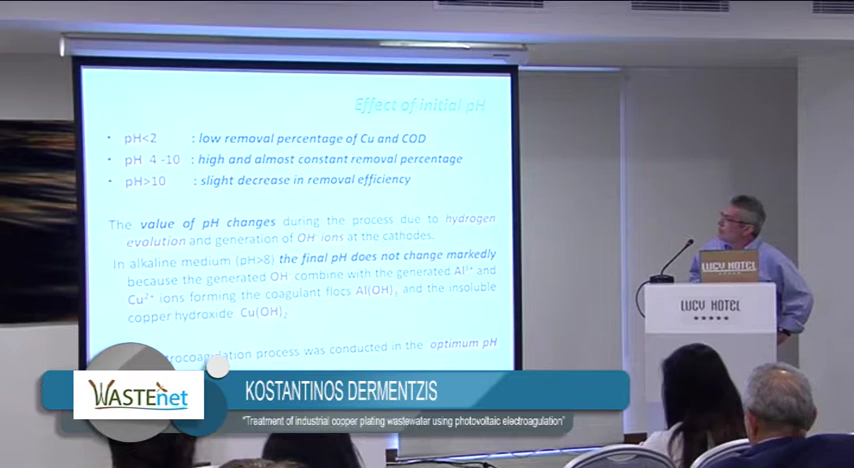 Effect of initial pH
• pH<2 : low removal percentage of Cu and COD
• pH 4 -10 : high and almost constant removal percentage
• pH>10 : slight decrease in removal efficiency
The value of pH changes during the process due to hydrogen
evolution and generation of OH⁻ ions at the cathodes.
In alkaline medium (pH>8) the final pH does not change markedly
because the generated OH⁻ combine with the generated Al³⁺ and
Cu²⁺ ions forming the coagulant flocs Al(OH)₃ and the insoluble
copper hydroxide Cu(OH)₂
process was conducted in the optimum pH
LUCY HOTEL
LUCY HOTEL
★★★★★
WASTEnet
KOSTANTINOS DERMENTZIS
"Treatment of industrial copper plating wastewater using photovoltaic electroagulation"